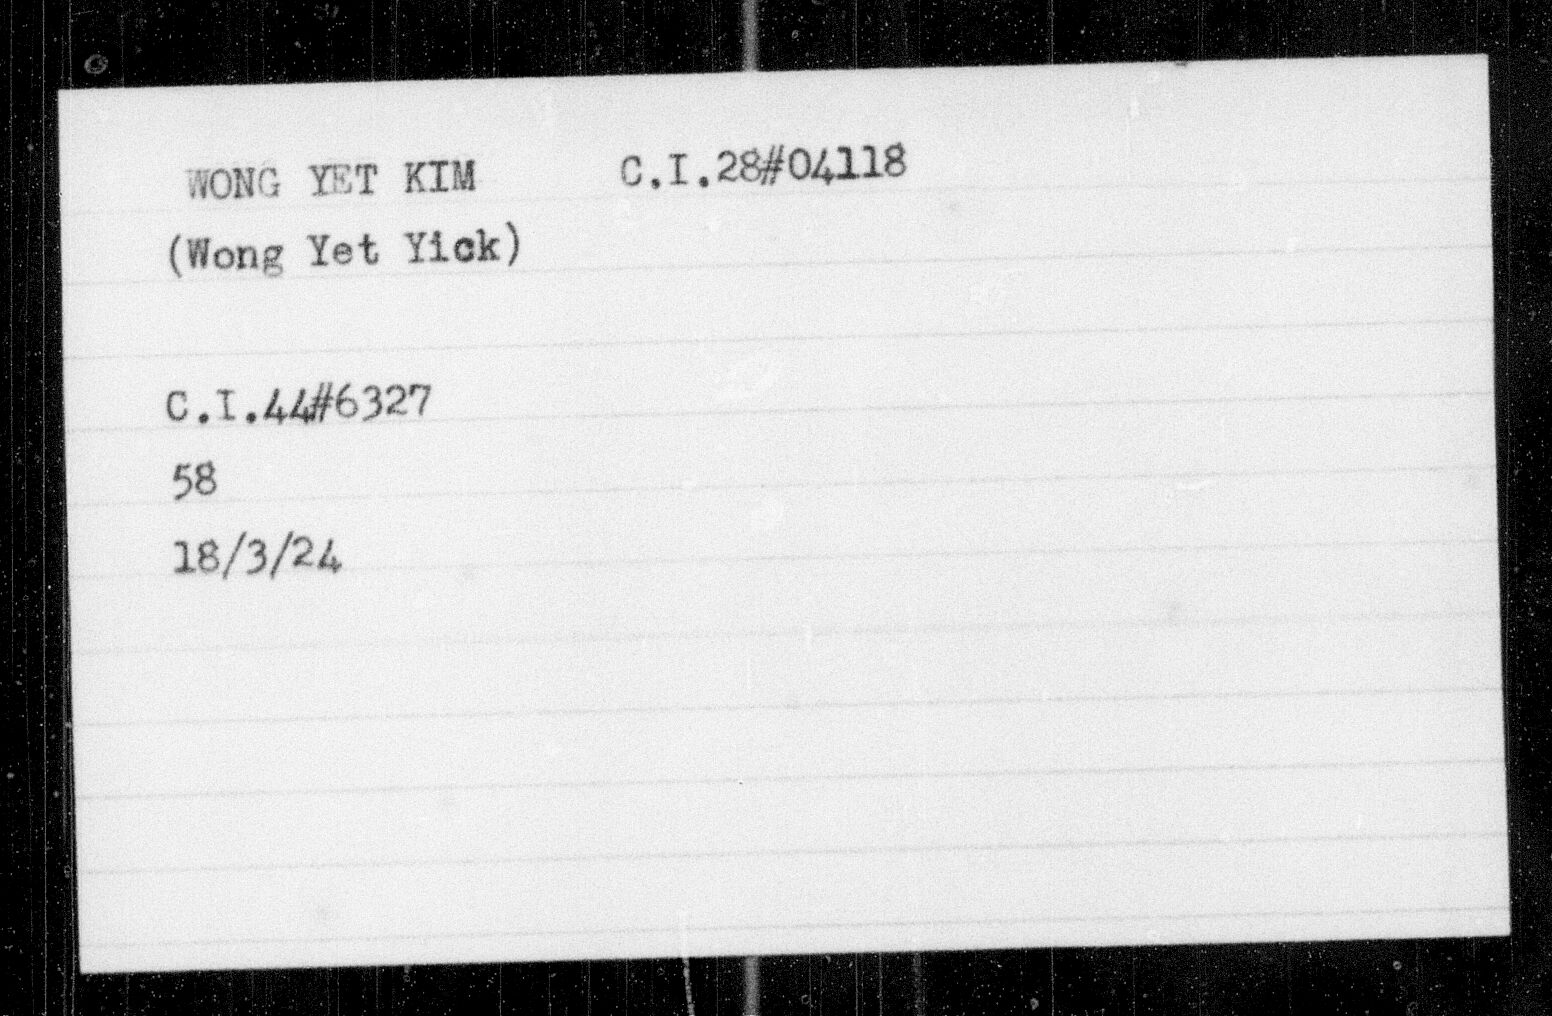 WONG YET KIM C.I.28#04118
(Wong Yet Yick)
C.I.44#6327
58
18/3/24